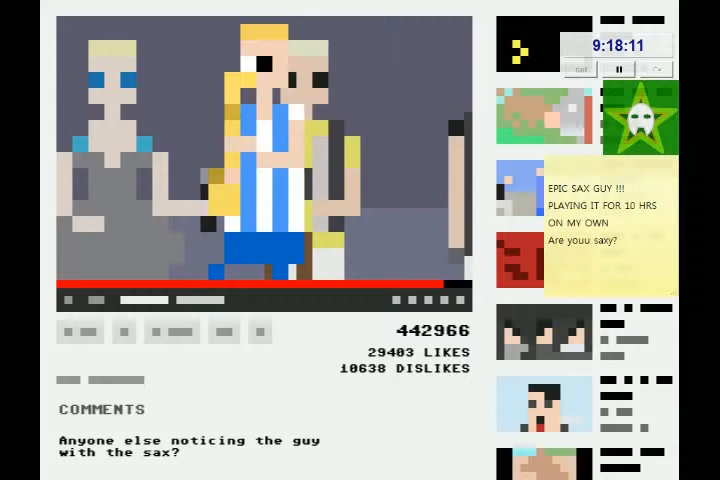 9:18:11
set
EPIC SAX GUY !!!
PLAYING IT FOR 10 HRS
ON MY OWN
Are youu saxy?
442966
29403 LIKES
10638 DISLIKES
COMMENTS
Anyone else noticing the guy
with the sax?